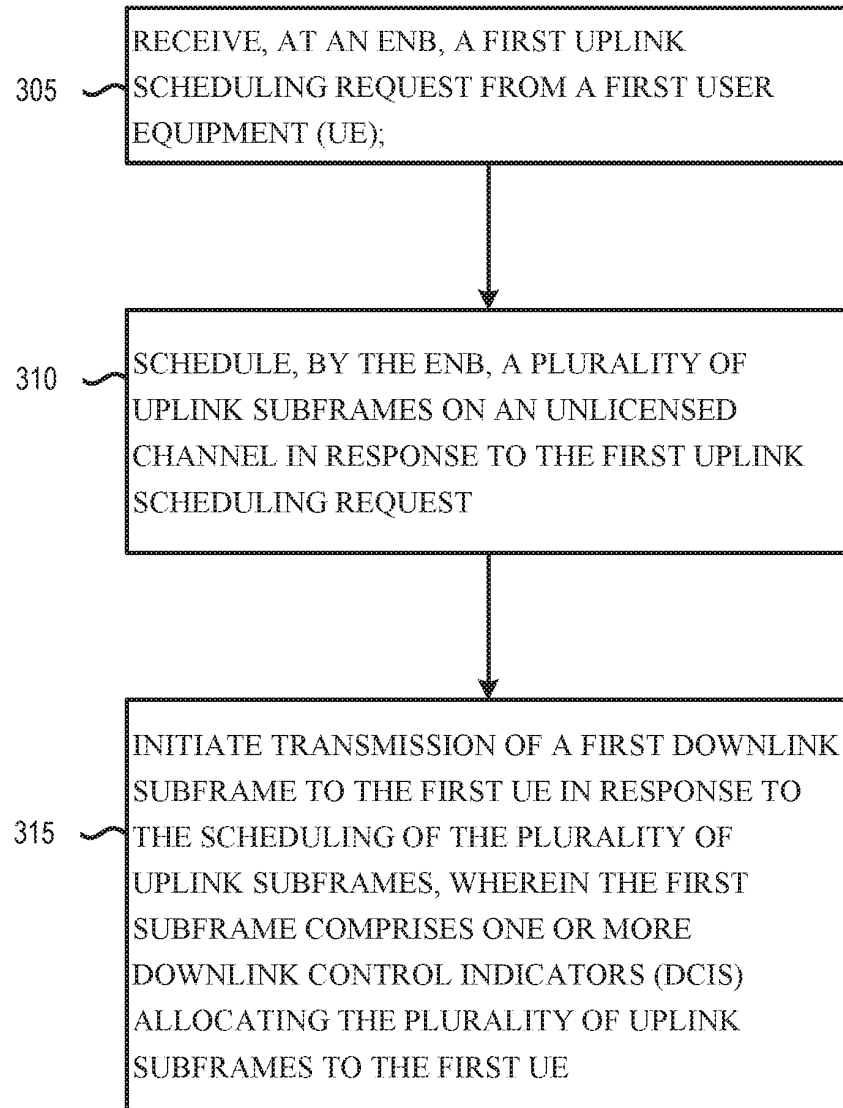 305
RECEIVE, AT AN ENB, A FIRST UPLINK
SCHEDULING REQUEST FROM A FIRST USER
EQUIPMENT (UE);
310
SCHEDULE, BY THE ENB, A PLURALITY OF
UPLINK SUBFRAMES ON AN UNLICENSED
CHANNEL IN RESPONSE TO THE FIRST UPLINK
SCHEDULING REQUEST
315
INITIATE TRANSMISSION OF A FIRST DOWNLINK
SUBFRAME TO THE FIRST UE IN RESPONSE TO
THE SCHEDULING OF THE PLURALITY OF
UPLINK SUBFRAMES, WHEREIN THE FIRST
SUBFRAME COMPRISES ONE OR MORE
DOWNLINK CONTROL INDICATORS (DCIS)
ALLOCATING THE PLURALITY OF UPLINK
SUBFRAMES TO THE FIRST UE